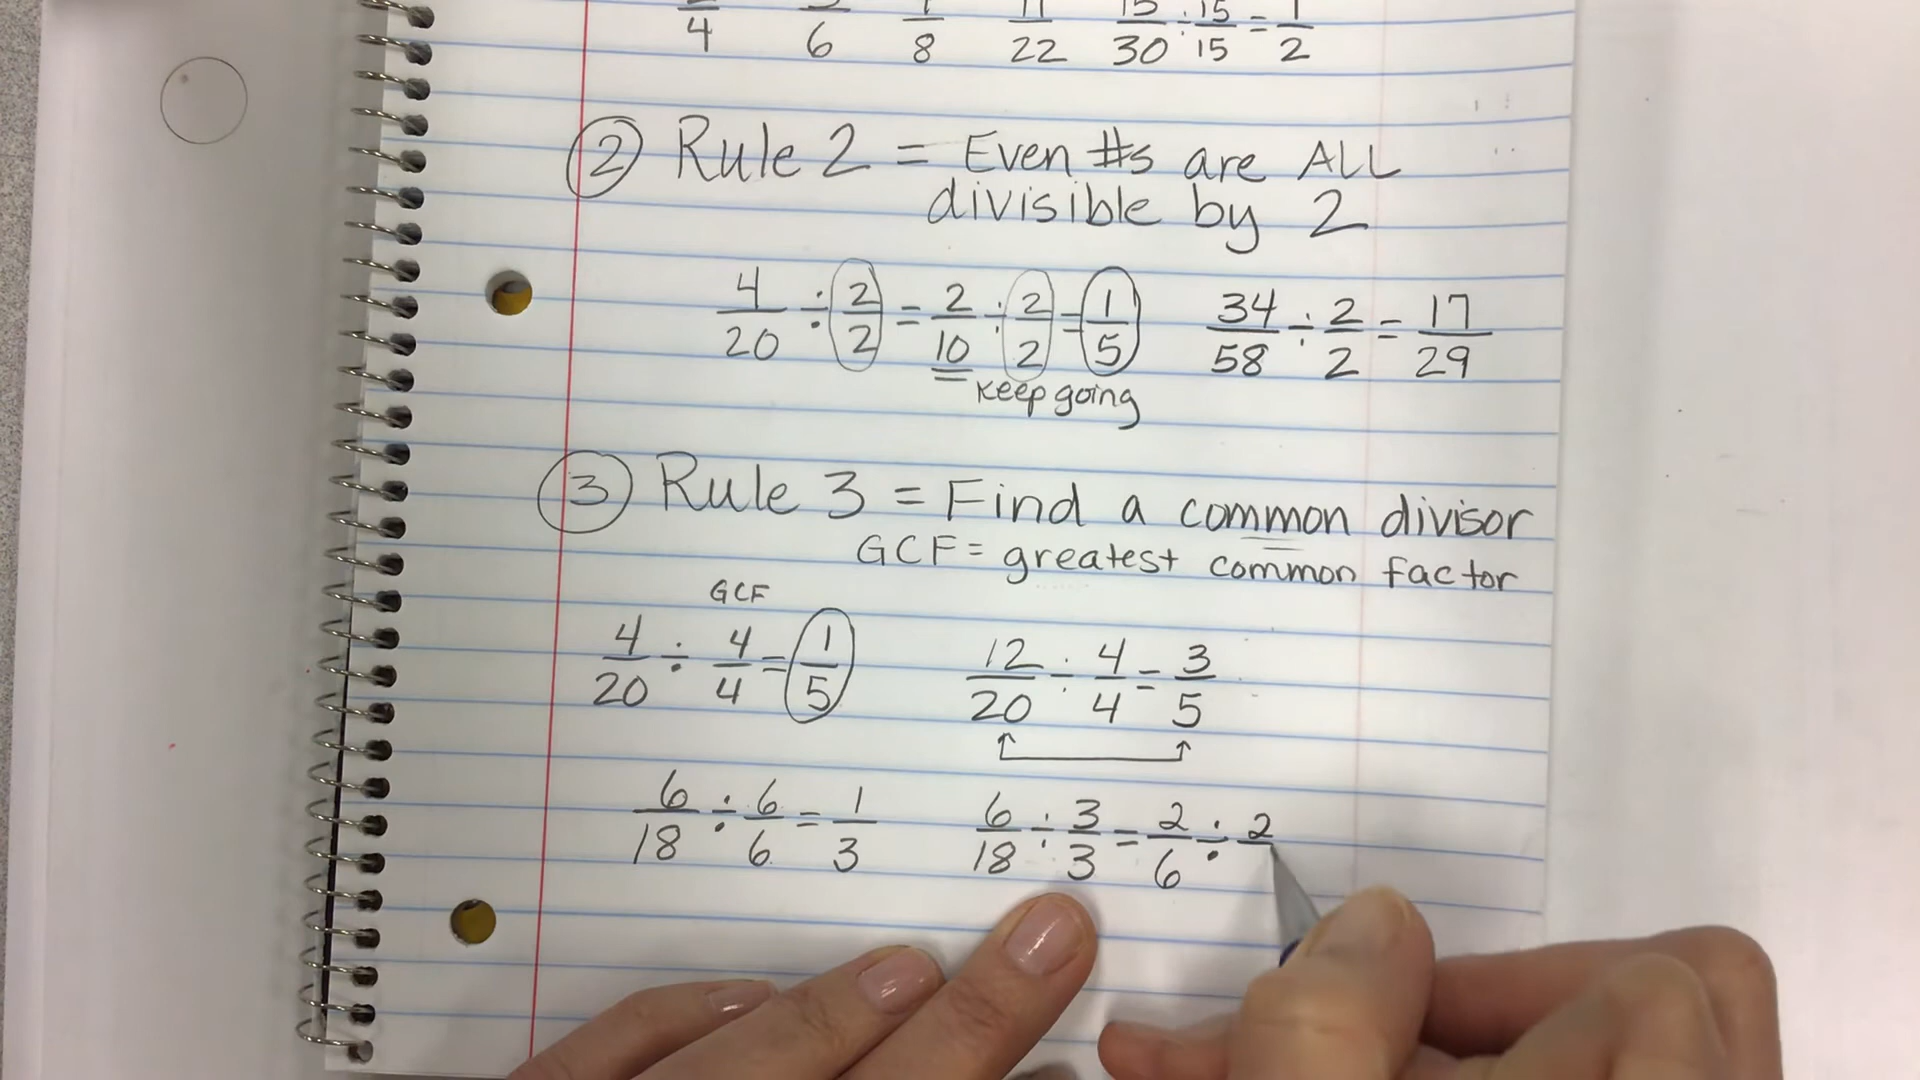 4 6 8 11/22 15/30 ÷ 15/15 = 1/2
② Rule 2 = Even #s are ALL
divisible by 2
4/20 ÷ 2/2 = 2/10 ÷ 2/2 = 1/5 34/58 ÷ 2/2 = 17/29
keep going
③ Rule 3 = Find a common divisor
GCF = greatest common factor
GCF
4/20 ÷ 4/4 = 1/5 12/20 ÷ 4/4 = 3/5
6/18 ÷ 6/6 = 1/3 6/18 ÷ 3/3 = 2/6 ÷ 2